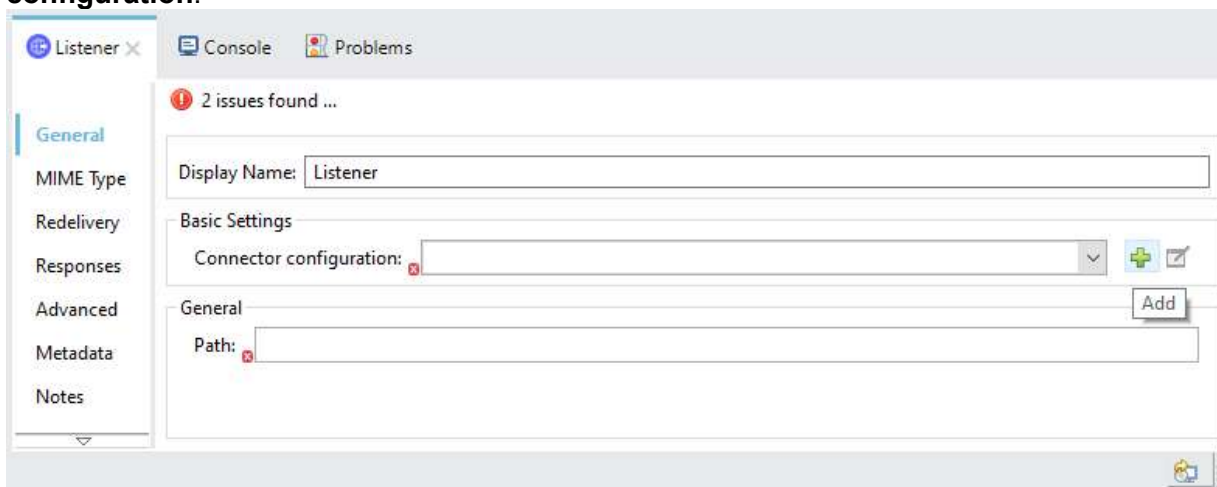 configuration.
Listener Console Problems
2 issues found ...
General
MIME Type
Redelivery
Responses
Advanced
Metadata
Notes
Display Name: Listener
Basic Settings
Connector configuration:
Add
General
Path: